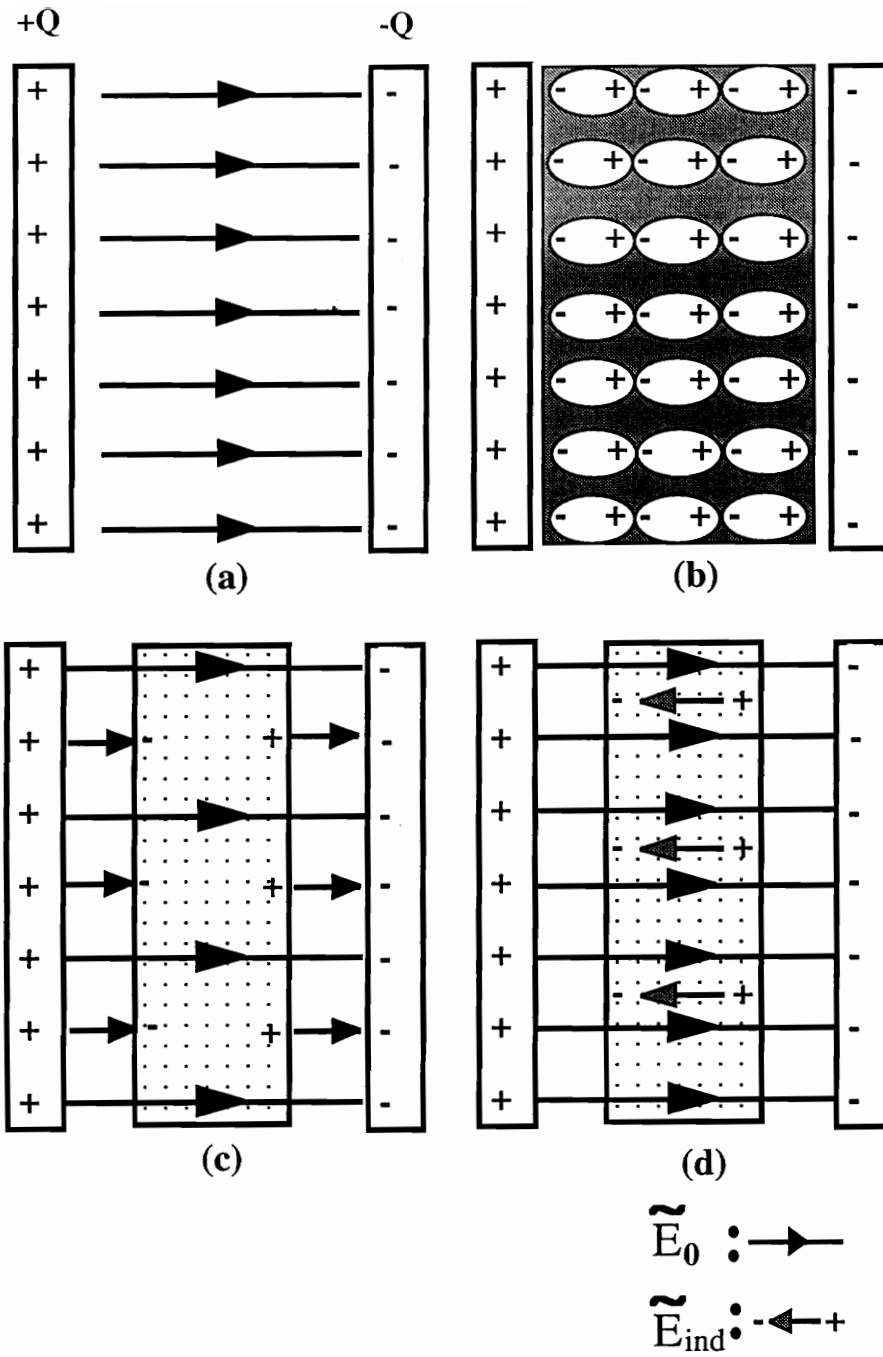 +Q -Q
+ - + - + - + - + -
+ - + - + - + - + -
+ - + - + - + - + -
+ - + - + - + - + -
+ - + - + - + - + -
+ - + - + - + - + -
+ - + - + - + - + -
(a) (b)
+ - + -
- +
+ - + + - + -
+ - + -
- +
+ - + + - + -
+ - + -
- +
+ - + + - + -
+ - + -
(c) (d)
Ẽ₀ :
Ẽind : - +